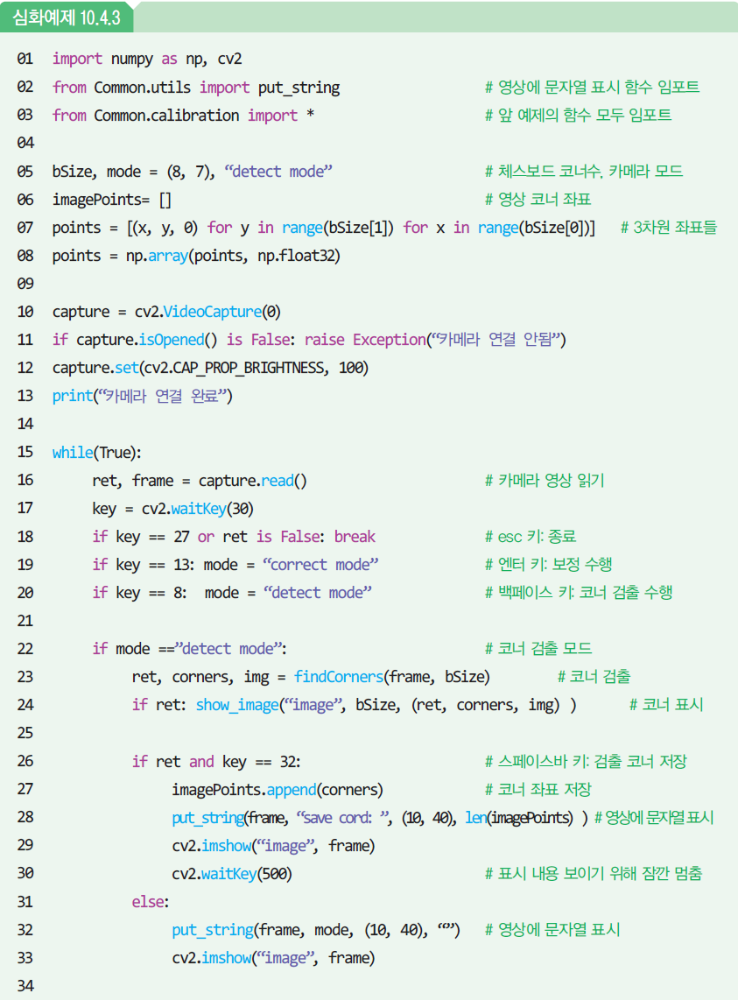 심화예제 10.4.3
01 import numpy as np, cv2
02 from Common.utils import put_string # 영상에 문자열 표시 함수 임포트
03 from Common.calibration import * # 앞 예제의 함수 모두 임포트
04
05 bSize, mode = (8, 7), “detect mode” # 체스보드 코너수, 카메라 모드
06 imagePoints= [] # 영상 코너 좌표
07 points = [(x, y, 0) for y in range(bSize[1]) for x in range(bSize[0])] # 3차원 좌표들
08 points = np.array(points, np.float32)
09
10 capture = cv2.VideoCapture(0)
11 if capture.isOpened() is False: raise Exception(“카메라 연결 안됨”)
12 capture.set(cv2.CAP_PROP_BRIGHTNESS, 100)
13 print(“카메라 연결 완료”)
14
15 while(True):
16 ret, frame = capture.read() # 카메라 영상 읽기
17 key = cv2.waitKey(30)
18 if key == 27 or ret is False: break # esc 키: 종료
19 if key == 13: mode = “correct mode” # 엔터 키: 보정 수행
20 if key == 8: mode = “detect mode” # 백페이스 키: 코너 검출 수행
21
22 if mode ==”detect mode”: # 코너 검출 모드
23 ret, corners, img = findCorners(frame, bSize) # 코너 검출
24 if ret: show_image(“image”, bSize, (ret, corners, img) ) # 코너 표시
25
26 if ret and key == 32: # 스페이스바 키: 검출 코너 저장
27 imagePoints.append(corners) # 코너 좌표 저장
28 put_string(frame, “save cord: ”, (10, 40), len(imagePoints) ) # 영상에 문자열 표시
29 cv2.imshow(“image”, frame)
30 cv2.waitKey(500) # 표시 내용 보이기 위해 잠깐 멈춤
31 else:
32 put_string(frame, mode, (10, 40), “”) # 영상에 문자열 표시
33 cv2.imshow(“image”, frame)
34